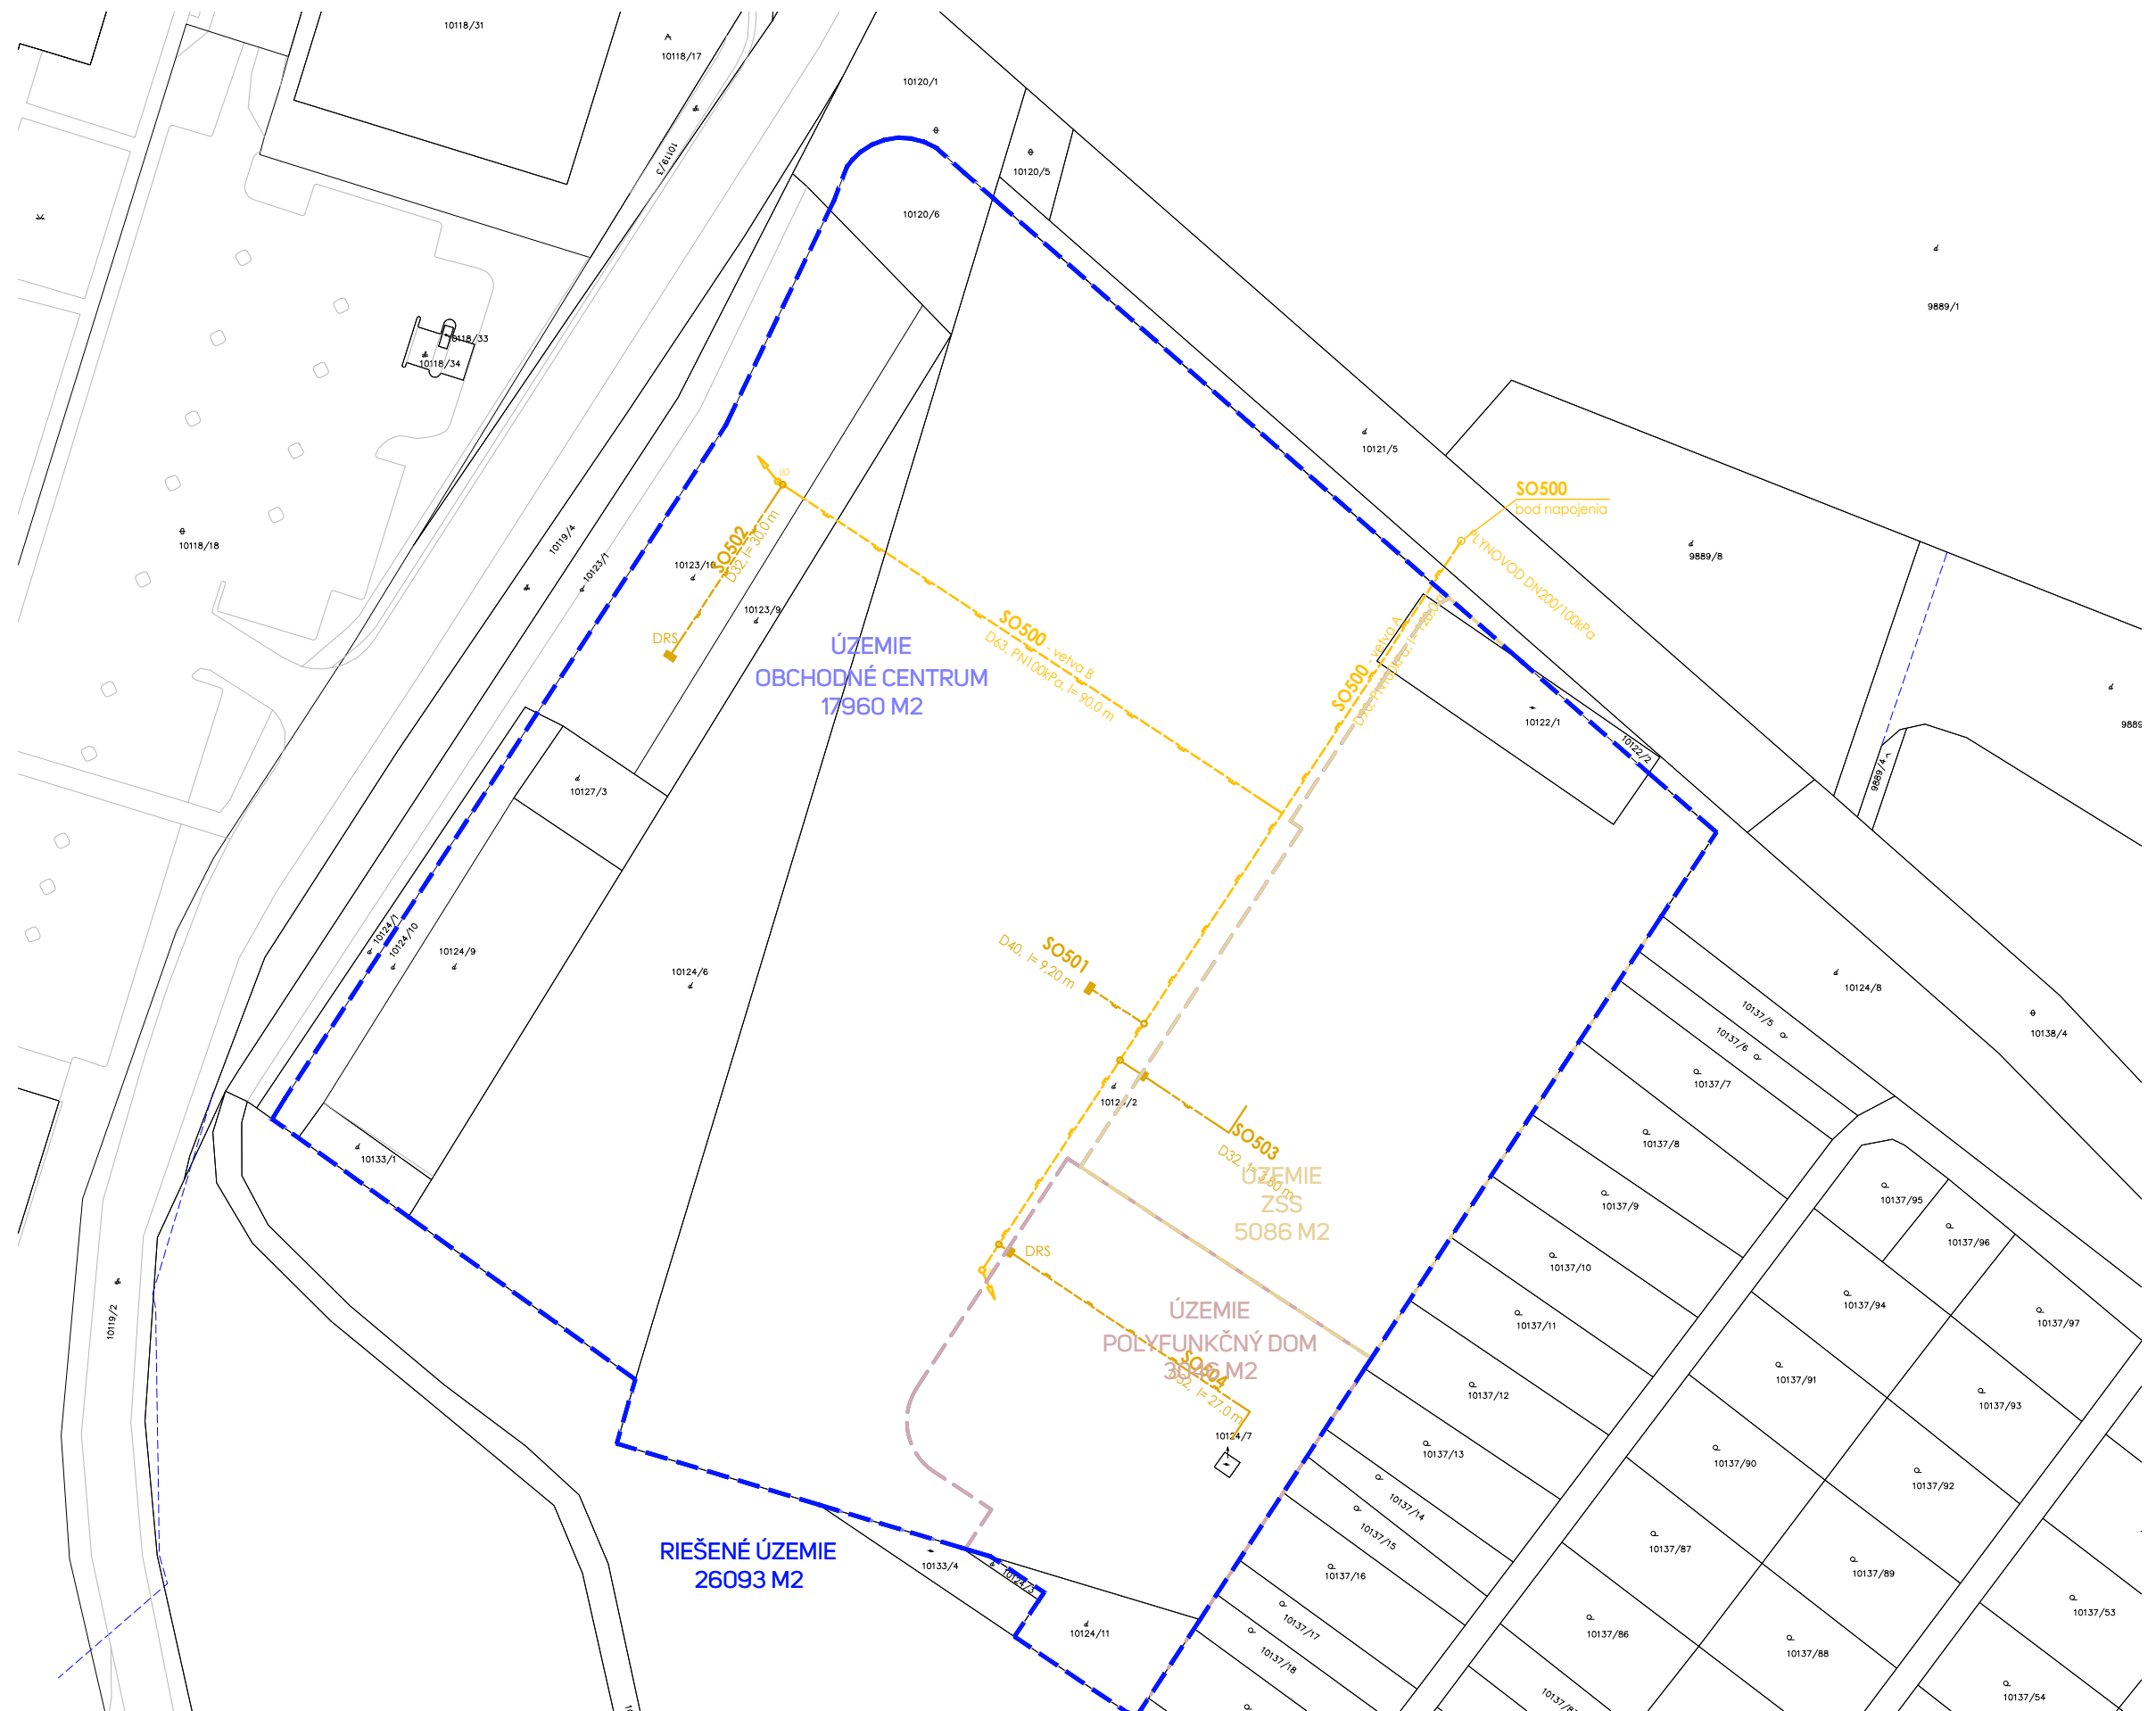 10118/31
A
10118/17
10120/1
10119/3
10120/5
10120/6
9889/1
10118/33
10118/34
10121/5
SO500
bod napojenia
PLYNOVOD DN200/100kPa
9889/8
10118/18
10119/4
10123/1
SO502
D32, l= 30,0 m
10123/10
10123/9
DRS
ÚZEMIE
OBCHODNÉ CENTRUM
17960 M2
SO500 - vetva B
D63, PN100kPa, l= 90,0 m
SO500 - vetva A
10122/1
10122/2
9889/4
10127/3
10124/1
10124/10
10124/9
10124/6
SO501
D40, l= 9,20 m
10124/8
10138/4
10137/5
10137/6
10137/7
10137/8
10137/9
10137/10
10137/11
10137/12
10137/13
10137/14
10137/15
10137/16
10137/17
10137/18
SO503
ÚZEMIE
ZSS
5086 M2
DRS
ÚZEMIE
POLYFUNKČNÝ DOM
SO504
10124/7
10133/1
10119/2
10137/95
10137/96
10137/94
10137/97
10137/91
10137/93
10137/90
10137/92
10137/87
10137/89
10137/86
10137/88
10137/53
10137/54
RIEŠENÉ ÚZEMIE
26093 M2
10133/4
10124/3
10124/11